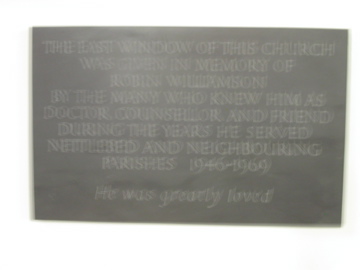 THE EAST WINDOW OF THIS CHURCH
WAS GIVEN IN MEMORY OF
ROBIN WILLIAMSON
BY THE MANY WHO KNEW HIM AS
DOCTOR, COUNSELLOR, AND FRIEND
DURING THE YEARS HE SERVED
NETTLEBED AND NEIGHBOURING
PARISHES 1946-1969
He was greatly loved